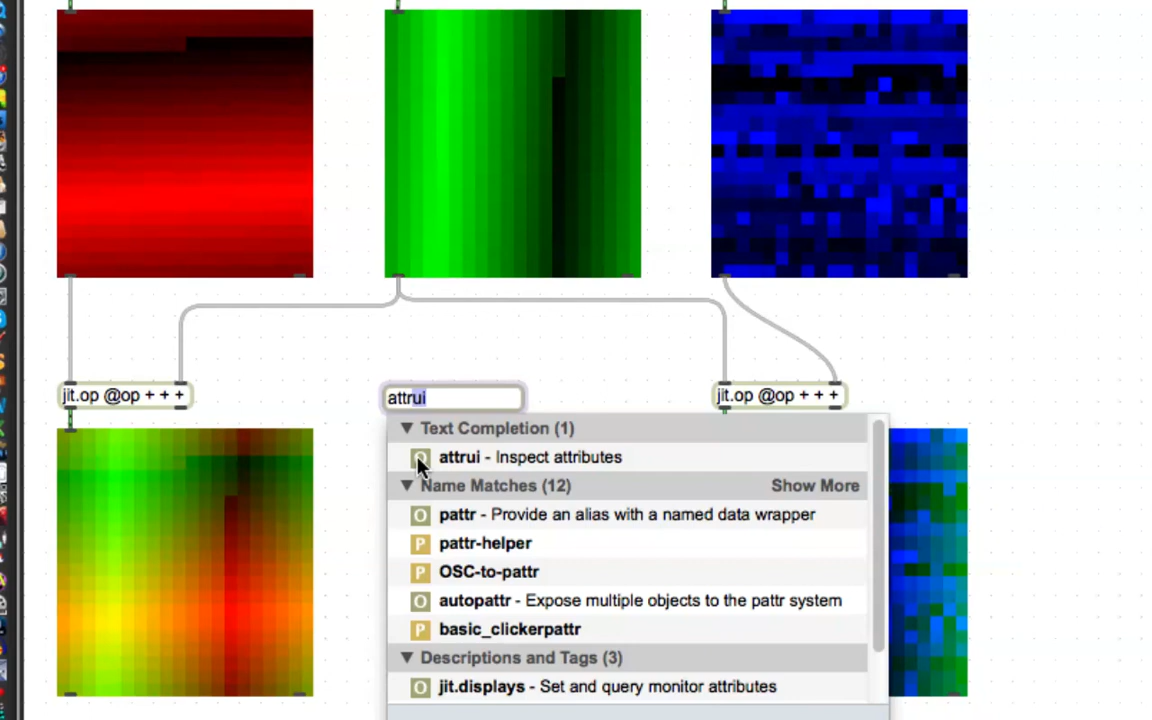 jit.op @op + + +
attrui
jit.op @op + + +
Text Completion (1)
attrui - Inspect attributes
Name Matches (12) Show More
O pattr - Provide an alias with a named data wrapper
P pattr-helper
P OSC-to-pattr
O autopattr - Expose multiple objects to the pattr system
P basic_clickerpattr
Descriptions and Tags (3)
O jit.displays - Set and query monitor attributes